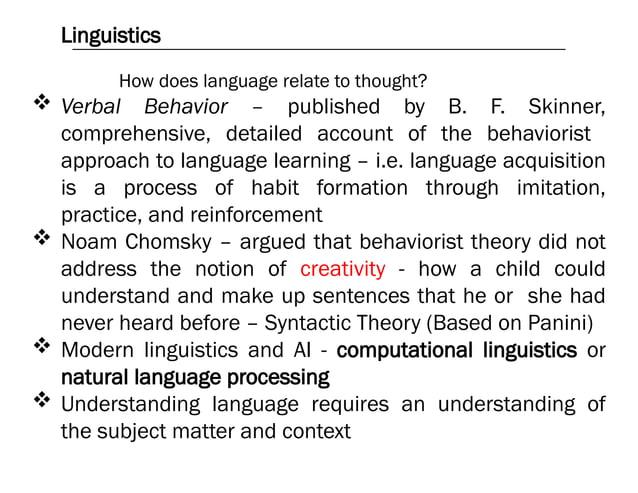 Linguistics
How does language relate to thought?
❖ Verbal Behavior – published by B. F. Skinner,
comprehensive, detailed account of the behaviorist
approach to language learning – i.e. language acquisition
is a process of habit formation through imitation,
practice, and reinforcement
❖ Noam Chomsky – argued that behaviorist theory did not
address the notion of creativity - how a child could
understand and make up sentences that he or she had
never heard before – Syntactic Theory (Based on Panini)
❖ Modern linguistics and AI - computational linguistics or
natural language processing
❖ Understanding language requires an understanding of
the subject matter and context